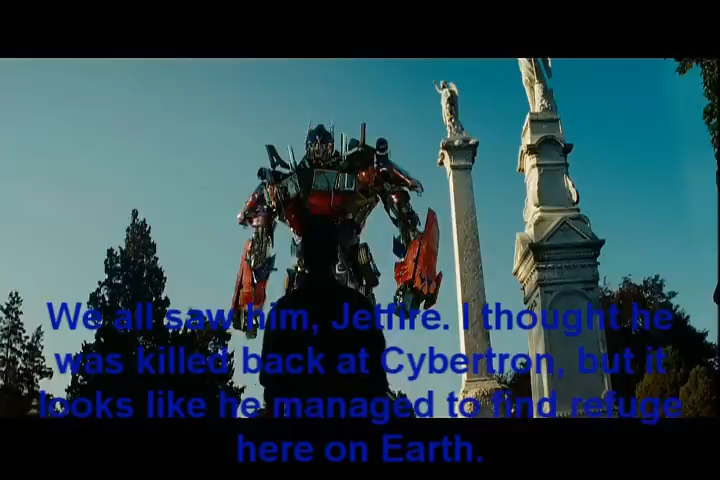 We all saw him, Jetfire. I thought he
was killed back at Cybertron, but it
looks like he managed to find refuge
here on Earth.